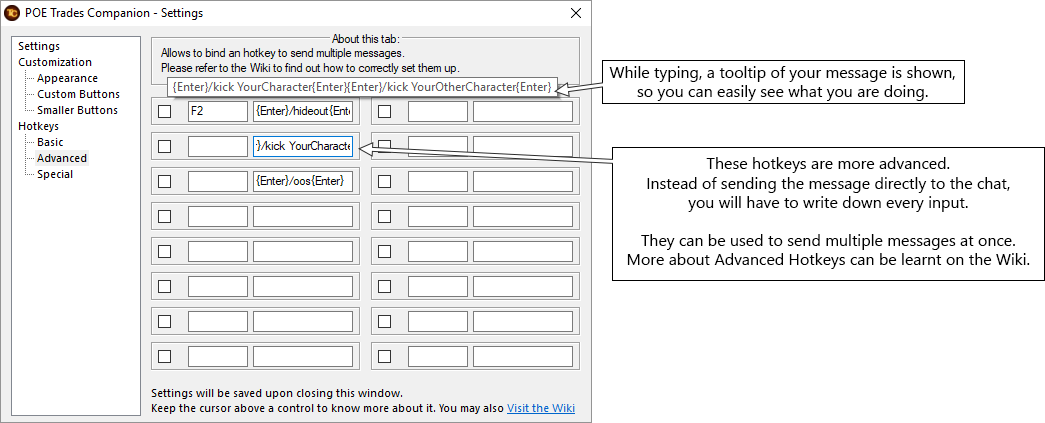 POE Trades Companion - Settings
Settings
Customization
Appearance
Custom Buttons
Smaller Buttons
Hotkeys
Basic
Advanced
Special
About this tab:
Allows to bind an hotkey to send multiple messages.
Please refer to the Wiki to find out how to correctly set them up.
{Enter}/kick YourCharacter{Enter}{Enter}/kick YourOtherCharacter{Enter}
F2 {Enter}/hideout{Ente
}/kick YourCharacte
{Enter}/oos{Enter}
Settings will be saved upon closing this window.
Keep the cursor above a control to know more about it. You may also Visit the Wiki
While typing, a tooltip of your message is shown,
so you can easily see what you are doing.
These hotkeys are more advanced.
Instead of sending the message directly to the chat,
you will have to write down every input.
They can be used to send multiple messages at once.
More about Advanced Hotkeys can be learnt on the Wiki.